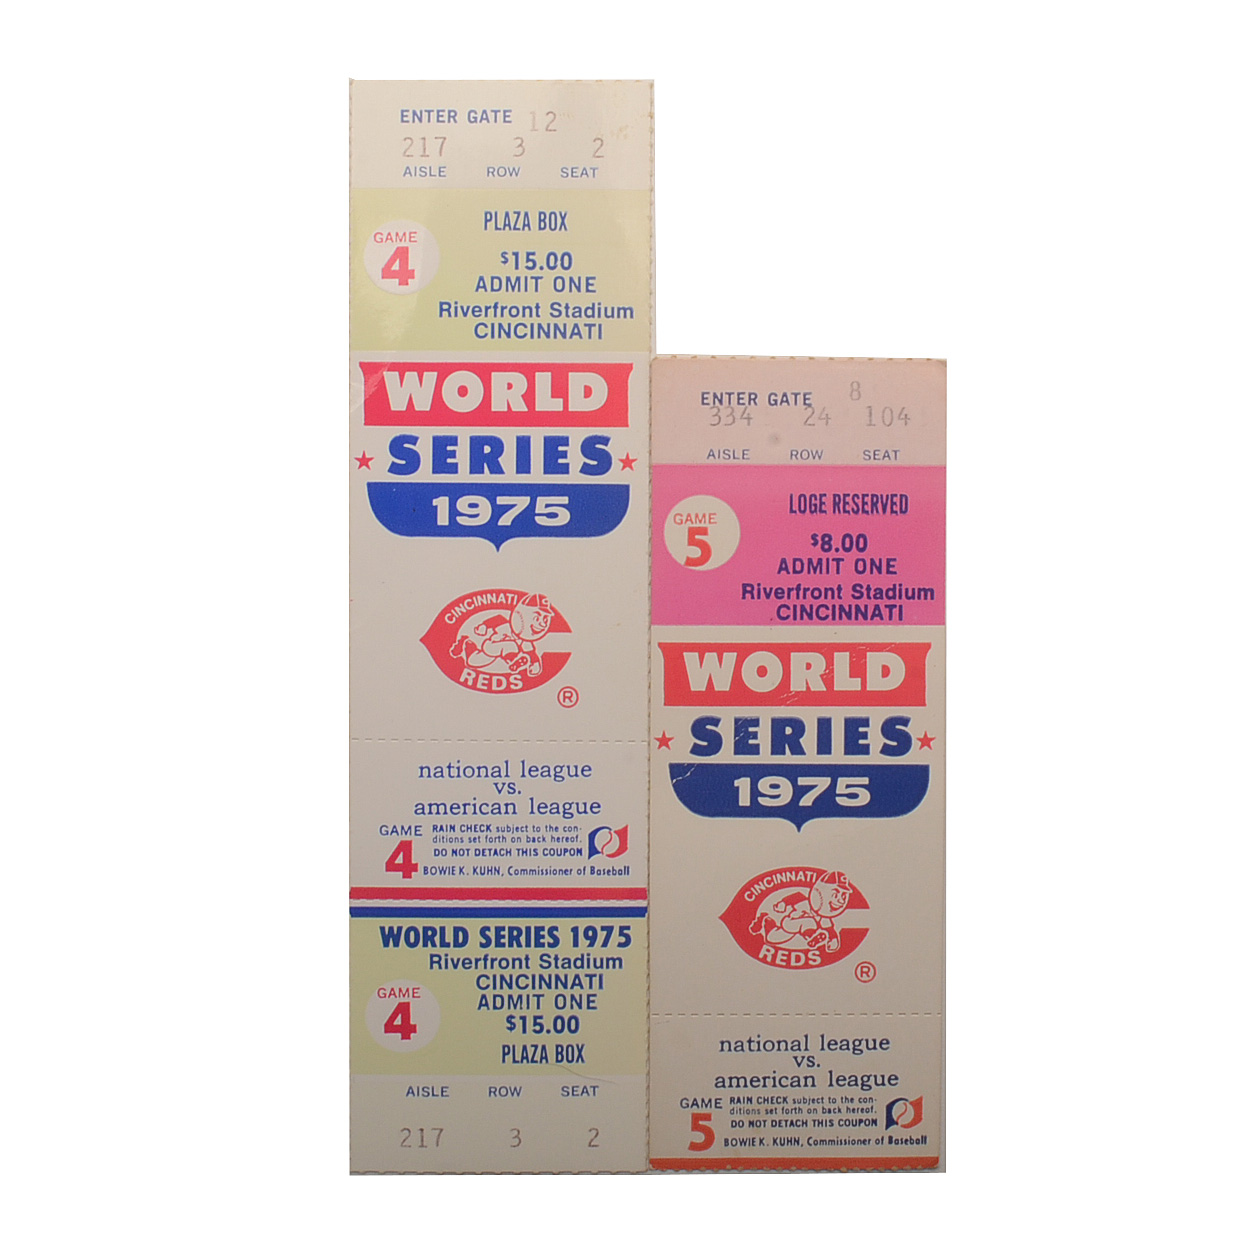 ENTER GATE 12
217 3 2
AISLE ROW SEAT
PLAZA BOX
GAME
4
$15.00
ADMIT ONE
Riverfront Stadium
CINCINNATI
WORLD
SERIES
1975
CINCINNATI
REDS
®
national league
vs.
american league
GAME
4
RAIN CHECK subject to the con-
ditions set forth on back hereof.
DO NOT DETACH THIS COUPON
BOWIE K. KUHN, Commissioner of Baseball
WORLD SERIES 1975
Riverfront Stadium
CINCINNATI
ADMIT ONE
GAME
4
$15.00
PLAZA BOX
AISLE ROW SEAT
217 3 2
ENTER GATE 8
334 24 104
AISLE ROW SEAT
LOGE RESERVED
GAME
5
$8.00
ADMIT ONE
Riverfront Stadium
CINCINNATI
WORLD
SERIES
1975
CINCINNATI
REDS
®
national league
vs.
american league
GAME
5
RAIN CHECK subject to the con-
ditions set forth on back hereof.
DO NOT DETACH THIS COUPON
BOWIE K. KUHN, Commissioner of Baseball